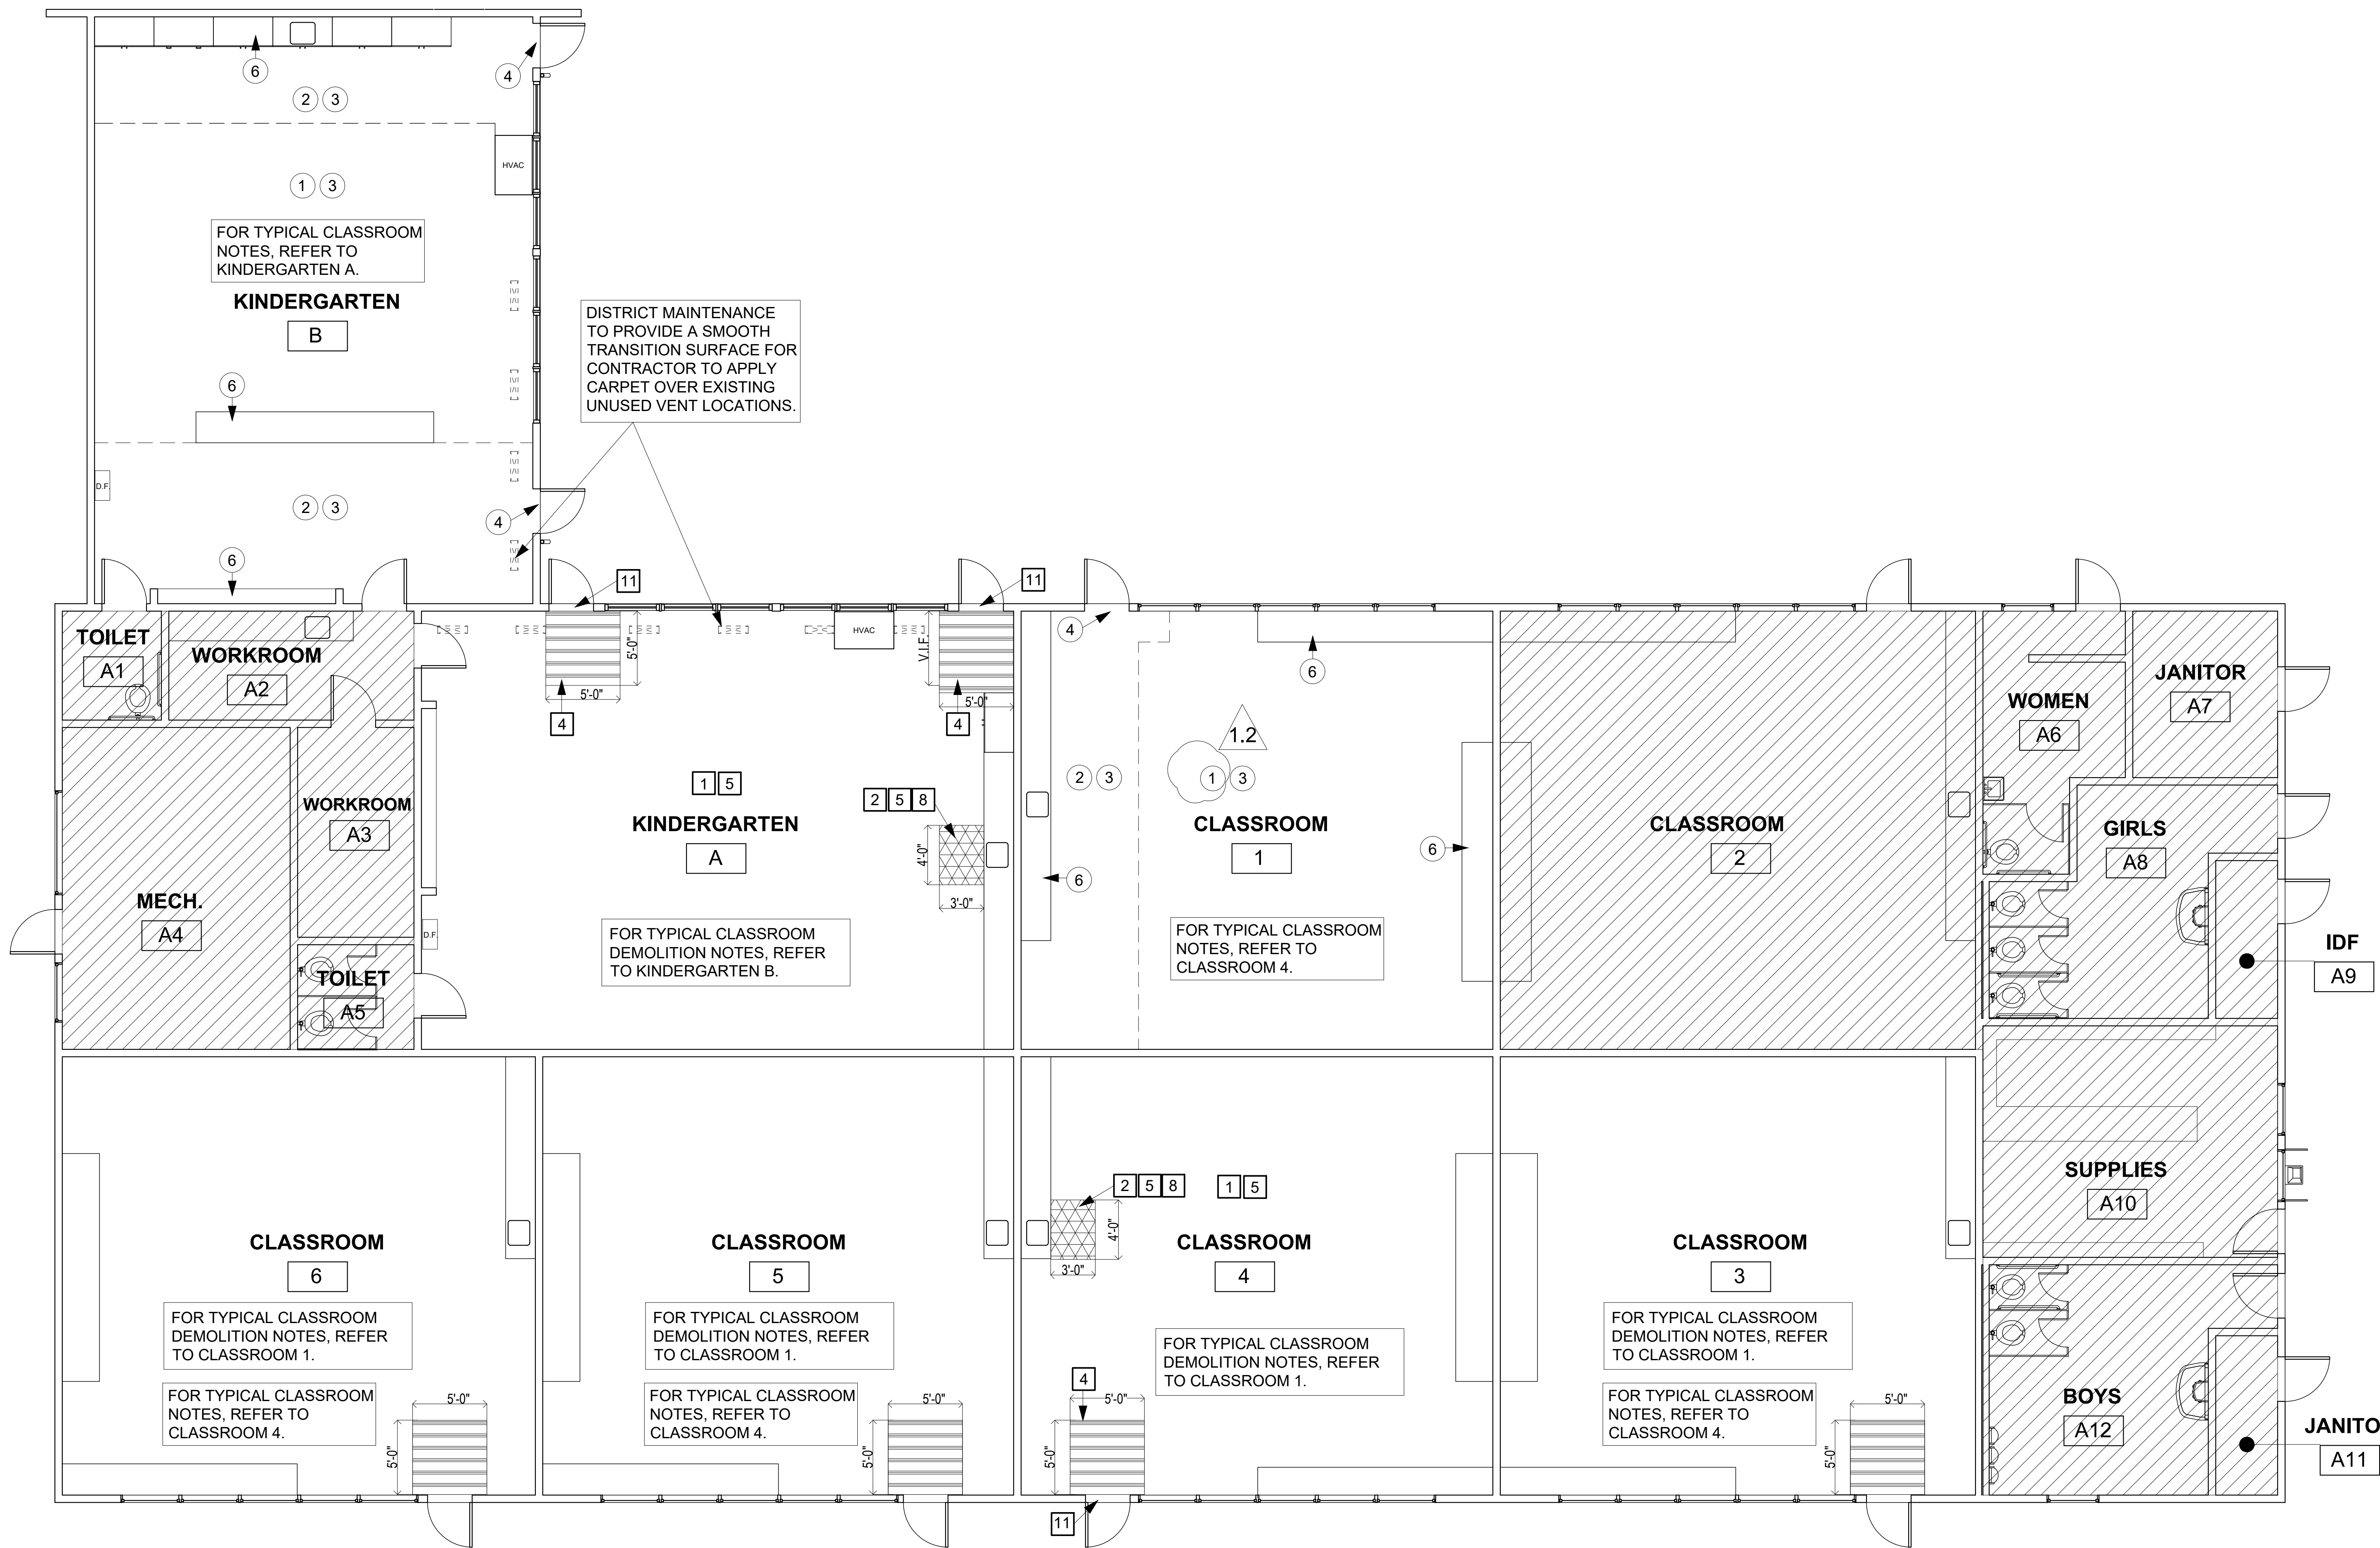 6
4
2 3
HVAC
1 3
FOR TYPICAL CLASSROOM
NOTES, REFER TO
KINDERGARTEN A.
KINDERGARTEN
B
DISTRICT MAINTENANCE
TO PROVIDE A SMOOTH
TRANSITION SURFACE FOR
CONTRACTOR TO APPLY
CARPET OVER EXISTING
UNUSED VENT LOCATIONS.
6
D.F.
2 3
4
6
11
11
TOILET
A1
WORKROOM
A2
5'-0"
5'-0"
4
HVAC
V.I.F.
5'-0"
4
4
6
WOMEN
A6
JANITOR
A7
1.2
WORKROOM
A3
1 5
2 5 8
KINDERGARTEN
A
4'-0"
3'-0"
2 3
1 3
CLASSROOM
1
6
6
CLASSROOM
2
GIRLS
A8
MECH.
A4
D.F.
FOR TYPICAL CLASSROOM
DEMOLITION NOTES, REFER
TO KINDERGARTEN B.
FOR TYPICAL CLASSROOM
NOTES, REFER TO
CLASSROOM 4.
IDF
A9
TOILET
A5
SUPPLIES
A10
2 5 8
1 5
4'-0"
3'-0"
CLASSROOM
6
CLASSROOM
5
CLASSROOM
4
CLASSROOM
3
FOR TYPICAL CLASSROOM
DEMOLITION NOTES, REFER
TO CLASSROOM 1.
FOR TYPICAL CLASSROOM
NOTES, REFER TO
CLASSROOM 4.
5'-0"
5'-0"
FOR TYPICAL CLASSROOM
DEMOLITION NOTES, REFER
TO CLASSROOM 1.
FOR TYPICAL CLASSROOM
NOTES, REFER TO
CLASSROOM 4.
5'-0"
5'-0"
FOR TYPICAL CLASSROOM
DEMOLITION NOTES, REFER
TO CLASSROOM 1.
4
5'-0"
5'-0"
11
FOR TYPICAL CLASSROOM
DEMOLITION NOTES, REFER
TO CLASSROOM 1.
FOR TYPICAL CLASSROOM
NOTES, REFER TO
CLASSROOM 4.
5'-0"
5'-0"
BOYS
A12
JANITO
A11